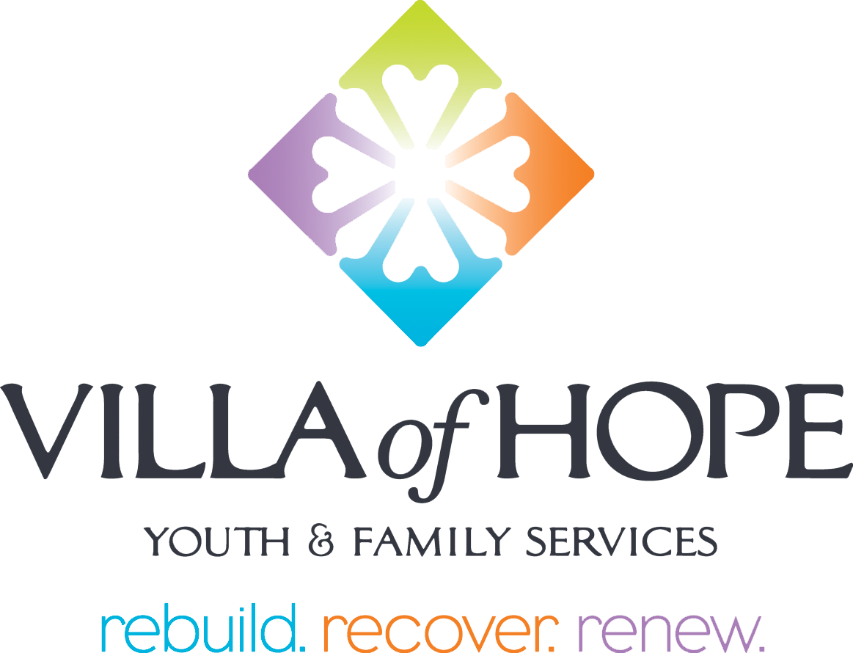 VILLA of HOPE
YOUTH & FAMILY SERVICES
rebuild. recover. renew.